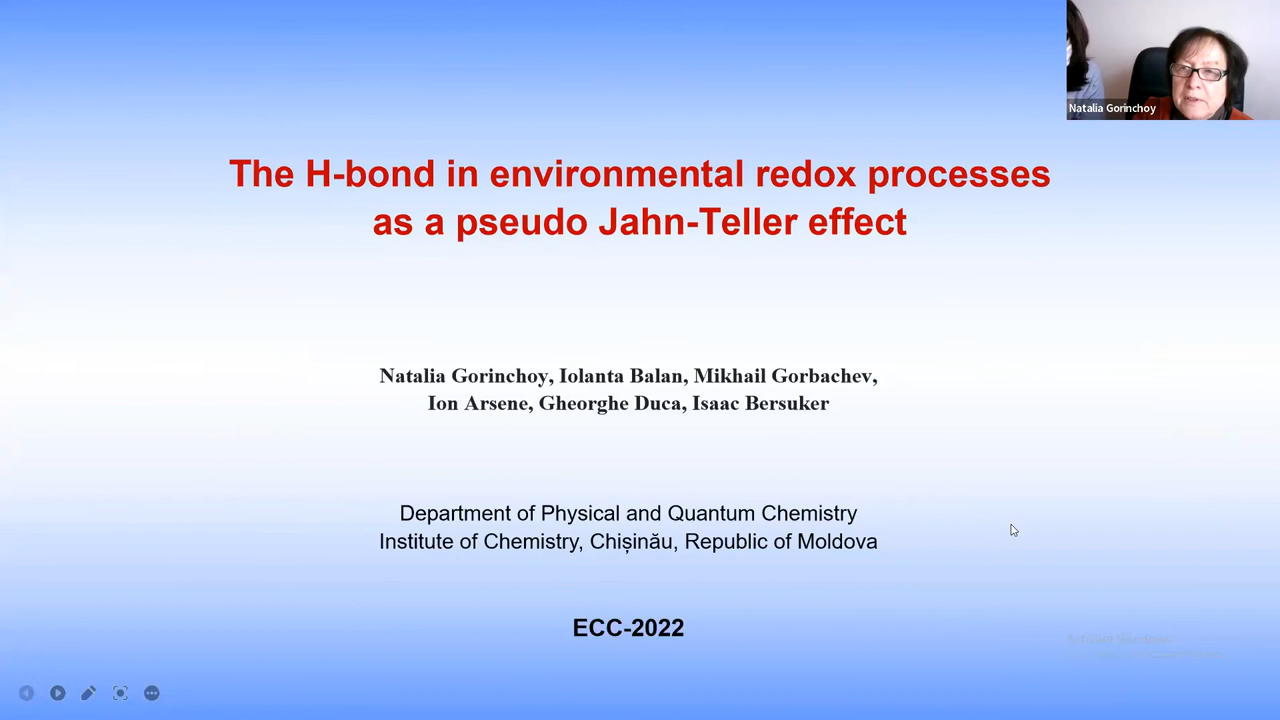 Natalia Gorinchoy
The H-bond in environmental redox processes
as a pseudo Jahn-Teller effect
Natalia Gorinchoy, Iolanta Balan, Mikhail Gorbachev,
Ion Arsene, Gheorghe Duca, Isaac Bersuker
Department of Physical and Quantum Chemistry
Institute of Chemistry, Chișinău, Republic of Moldova
ECC-2022